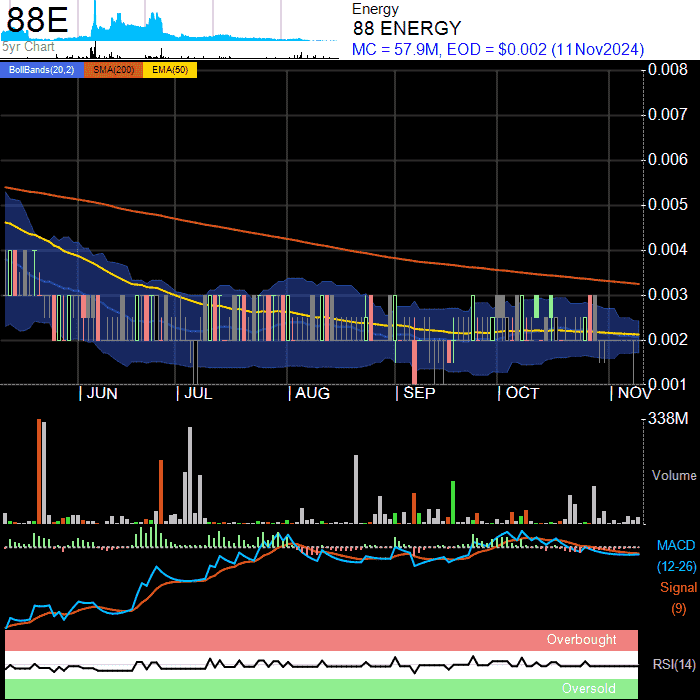 88E
5yr Chart
Energy
88 ENERGY
MC = 57.9M, EOD = $0.002 (11Nov2024)
BollBands(20,2) SMA(200) EMA(50)
0.008
0.007
0.006
0.005
0.004
0.003
0.002
0.001
JUN JUL AUG SEP OCT NOV
338M
Volume
MACD
(12-26)
Signal
(9)
Overbought
RSI(14)
Oversold